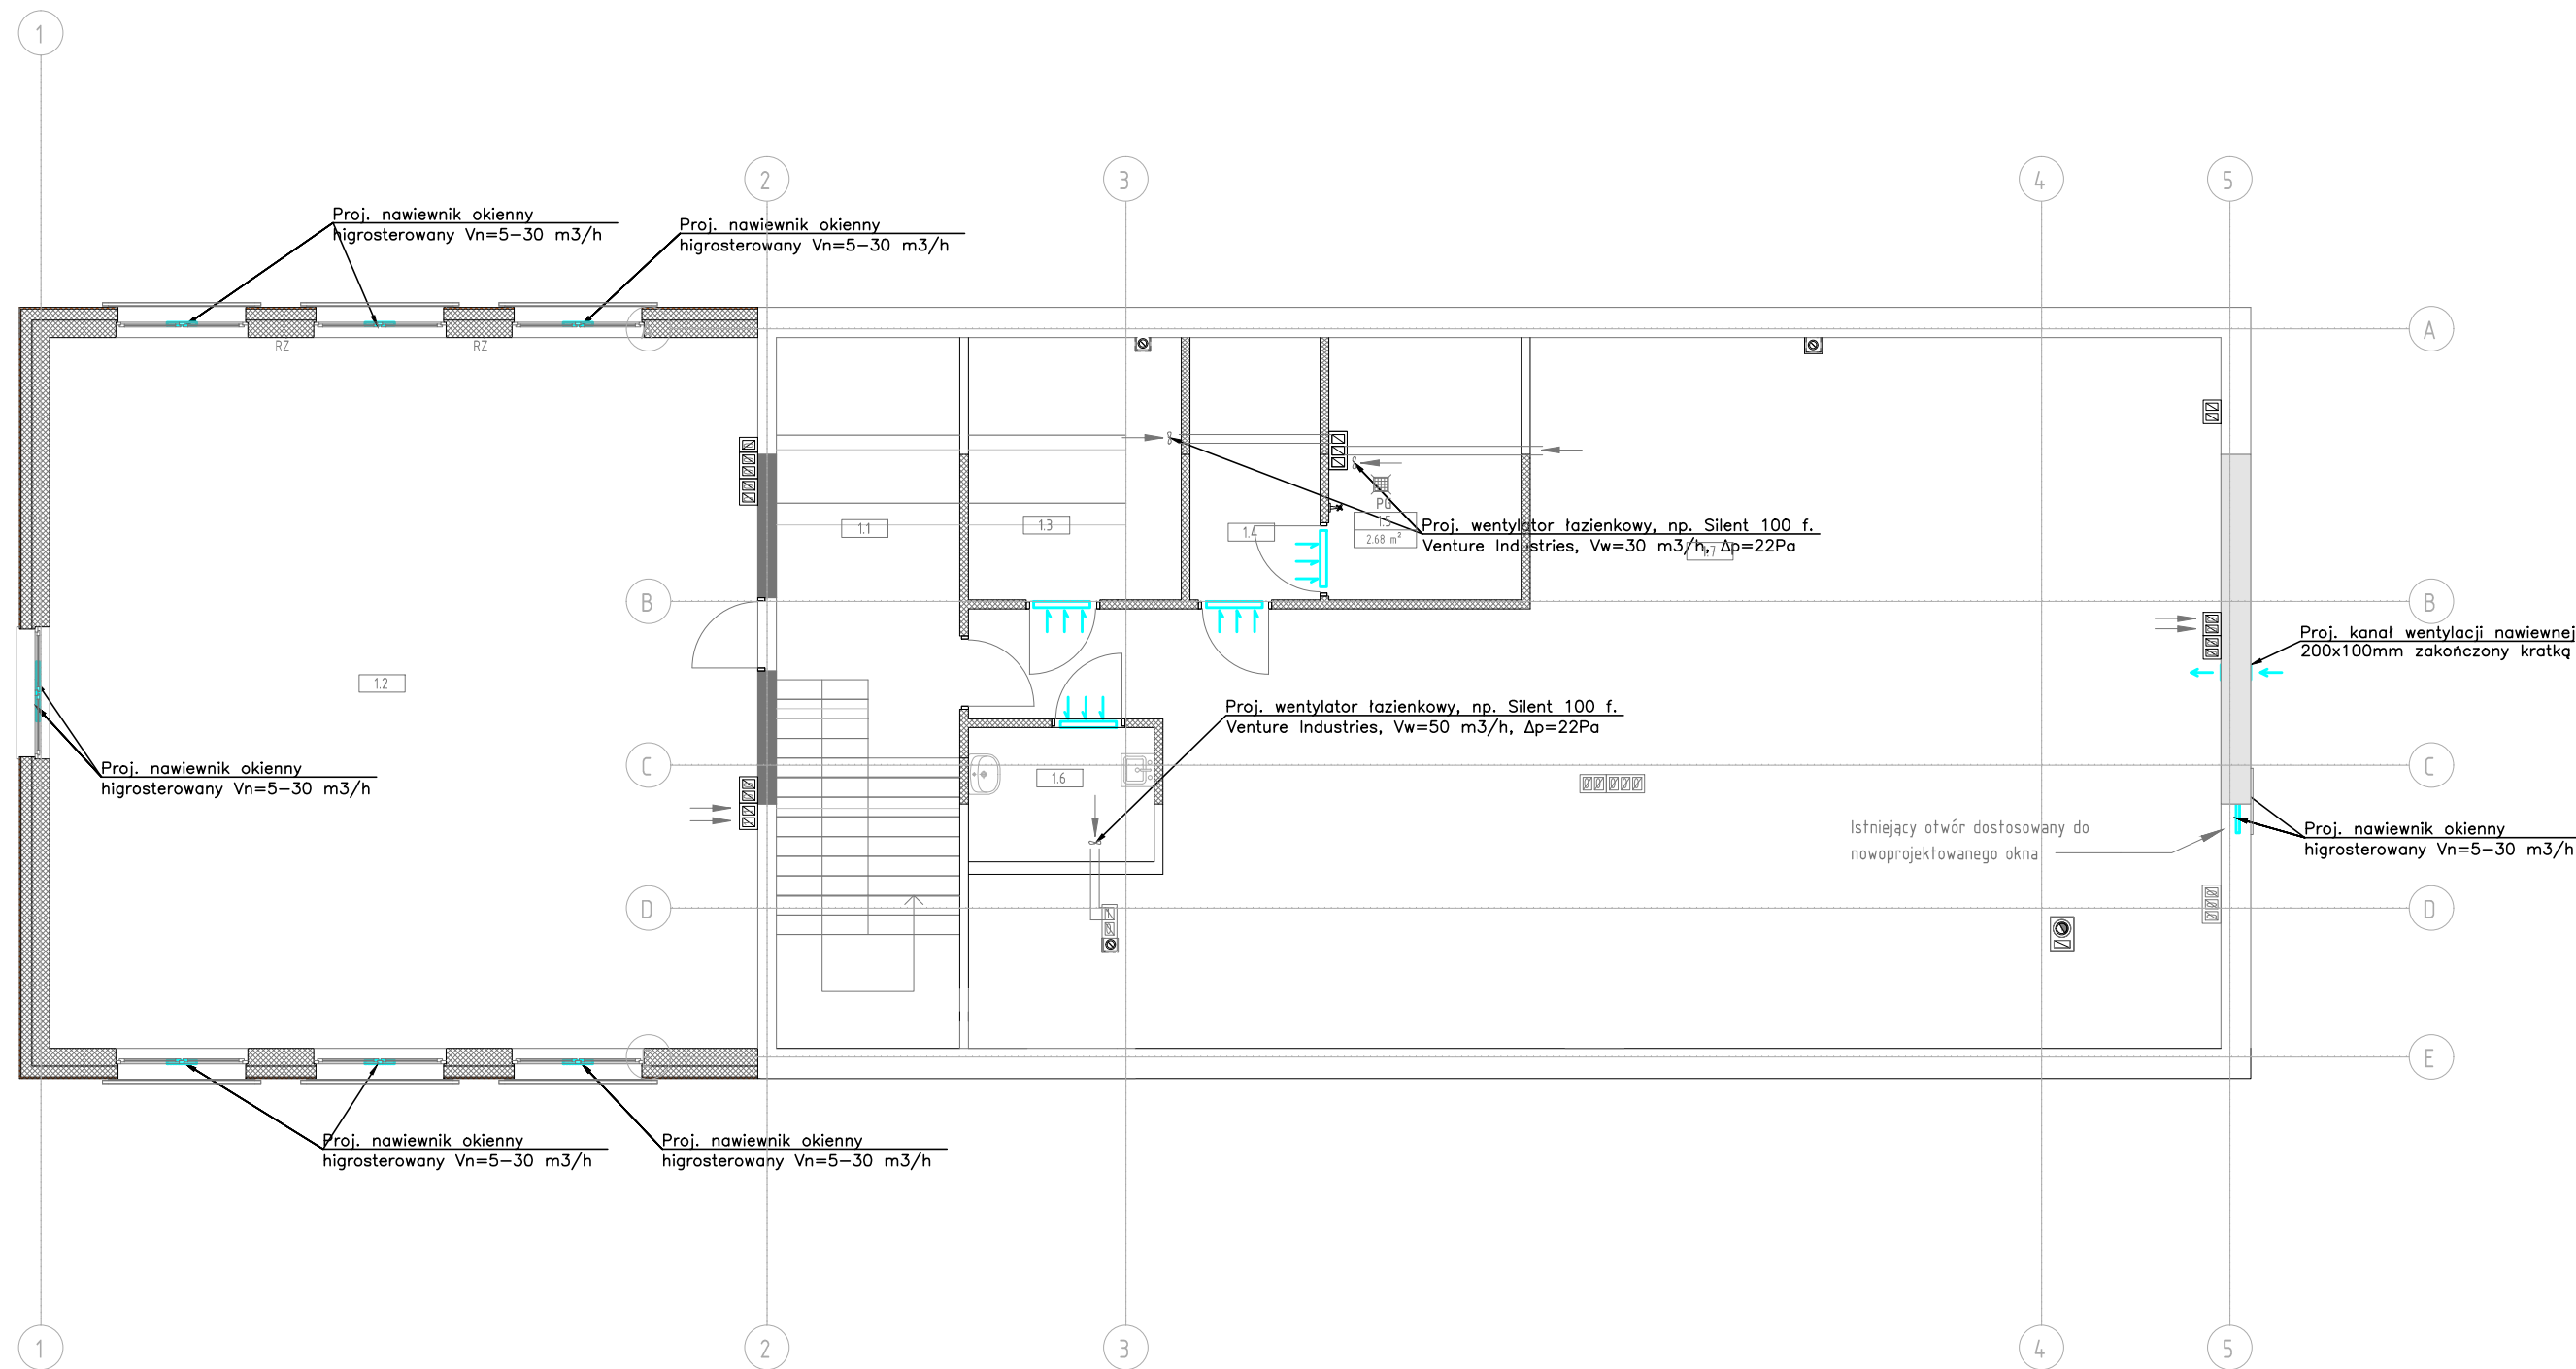 1
2
3
4
5
Proj. nawiewnik okienny
higrosterowany Vn=5-30 m3/h
Proj. nawiewnik okienny
higrosterowany Vn=5-30 m3/h
A
RZ
RZ
1.1
1.3
1.4
PG
1.5
2.68 m²
Proj. wentylator łazienkowy, np. Silent 100 f.
Venture Industries, Vw=30 m3/h, Δp=22Pa
1.7
B
B
Proj. kanał wentylacji nawiewnej
200x100mm zakończony kratką
1.2
Proj. wentylator łazienkowy, np. Silent 100 f.
Venture Industries, Vw=50 m3/h, Δp=22Pa
Proj. nawiewnik okienny
higrosterowany Vn=5-30 m3/h
C
1.6
C
Istniejący otwór dostosowany do
nowoprojektowanego okna
Proj. nawiewnik okienny
higrosterowany Vn=5-30 m3/h
D
D
E
Proj. nawiewnik okienny
higrosterowany Vn=5-30 m3/h
Proj. nawiewnik okienny
higrosterowany Vn=5-30 m3/h
1
2
3
4
5